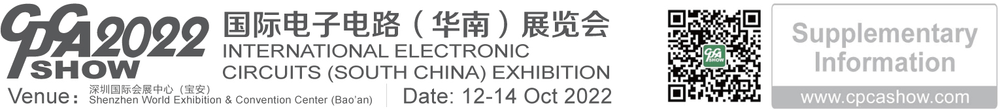 CPCA 2022
SHOW
国际电子电路（华南）展览会
INTERNATIONAL ELECTRONIC
CIRCUITS (SOUTH CHINA) EXHIBITION
Venue：
深圳国际会展中心（宝安）
Shenzhen World Exhibition & Convention Center (Bao'an)
Date: 12-14 Oct 2022
CPCA
SHOW
Supplementary
Information
www.cpcashow.com